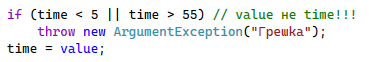 if (time < 5 || time > 55) // value не time!!!
throw new ArgumentException("Грешка");
time = value;